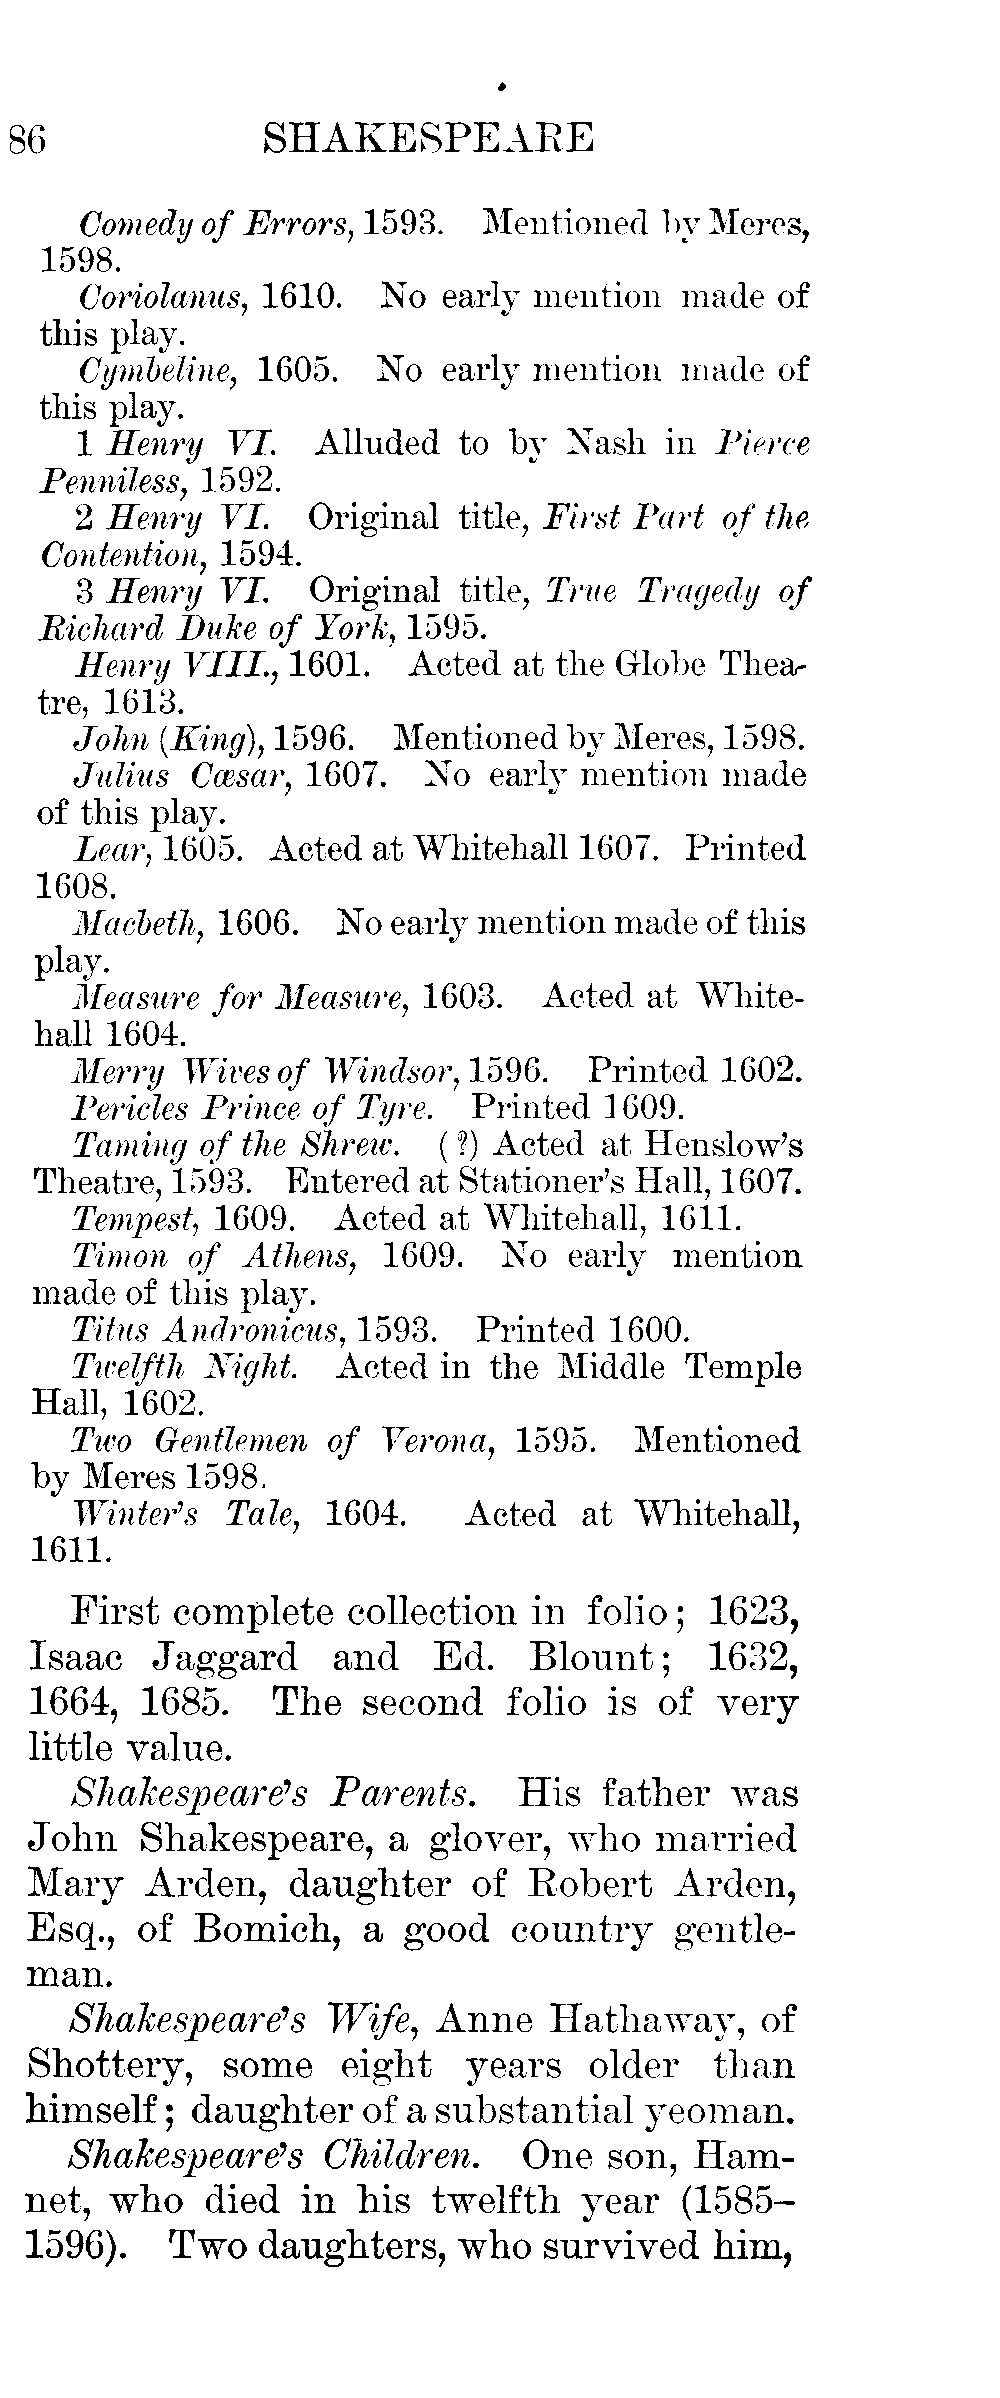 86 SHAKESPEARE
Comedy of Errors, 1593. Mentioned by Meres,
1598.
Coriolanus, 1610. No early mention made of
this play.
Cymbeline, 1605. No early mention made of
this play.
1 Henry VI. Alluded to by Nash in Pierce
Penniless, 1592.
2 Henry VI. Original title, First Part of the
Contention, 1594.
3 Henry VI. Original title, True Tragedy of
Richard Duke of York, 1595.
Henry VIII., 1601. Acted at the Globe Thea-
tre, 1613.
John (King), 1596. Mentioned by Meres, 1598.
Julius Cæsar, 1607. No early mention made
of this play.
Lear, 1605. Acted at Whitehall 1607. Printed
1608.
Macbeth, 1606. No early mention made of this
play.
Measure for Measure, 1603. Acted at White-
hall 1604.
Merry Wives of Windsor, 1596. Printed 1602.
Pericles Prince of Tyre. Printed 1609.
Taming of the Shrew. (?) Acted at Henslow's
Theatre, 1593. Entered at Stationer's Hall, 1607.
Tempest, 1609. Acted at Whitehall, 1611.
Timon of Athens, 1609. No early mention
made of this play.
Titus Andronicus, 1593. Printed 1600.
Twelfth Night. Acted in the Middle Temple
Hall, 1602.
Two Gentlemen of Verona, 1595. Mentioned
by Meres 1598.
Winter's Tale, 1604. Acted at Whitehall,
1611.
First complete collection in folio; 1623,
Isaac Jaggard and Ed. Blount; 1632,
1664, 1685. The second folio is of very
little value.
Shakespeare's Parents. His father was
John Shakespeare, a glover, who married
Mary Arden, daughter of Robert Arden,
Esq., of Bomich, a good country gentle-
man.
Shakespeare's Wife, Anne Hathaway, of
Shottery, some eight years older than
himself; daughter of a substantial yeoman.
Shakespeare's Children. One son, Ham-
net, who died in his twelfth year (1585–
1596). Two daughters, who survived him,